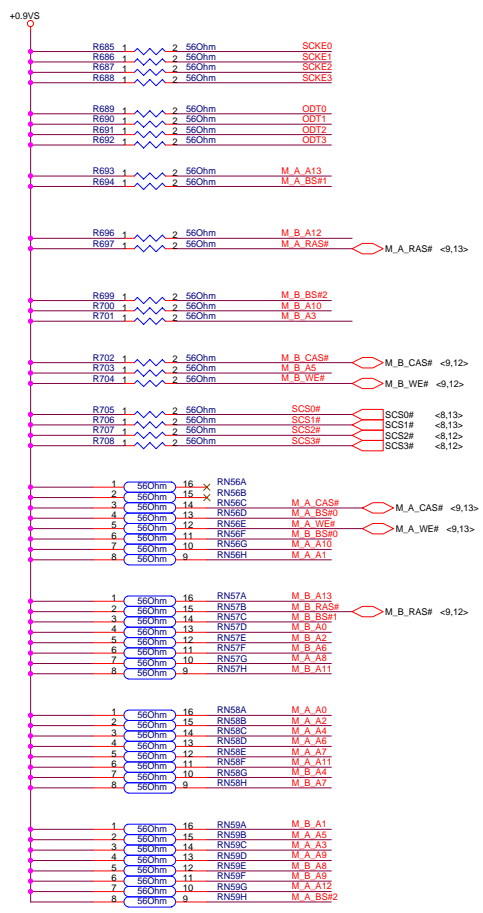 +0.9VS
R685 1 2 56Ohm SCKE0
R686 1 2 56Ohm SCKE1
R687 1 2 56Ohm SCKE2
R688 1 2 56Ohm SCKE3
R689 1 2 56Ohm ODT0
R690 1 2 56Ohm ODT1
R691 1 2 56Ohm ODT2
R692 1 2 56Ohm ODT3
R693 1 2 56Ohm M_A_A13
R694 1 2 56Ohm M_A_BS#1
R696 1 2 56Ohm M_B_A12
R697 1 2 56Ohm M_A_RAS# M_A_RAS# <9,13>
R699 1 2 56Ohm M_B_BS#2
R700 1 2 56Ohm M_B_A10
R701 1 2 56Ohm M_B_A3
R702 1 2 56Ohm M_B_CAS# M_B_CAS# <9,12>
R703 1 2 56Ohm M_B_A5
R704 1 2 56Ohm M_B_WE# M_B_WE# <9,12>
R705 1 2 56Ohm SCS0# SCS0# <8,13>
R706 1 2 56Ohm SCS1# SCS1# <8,13>
R707 1 2 56Ohm SCS2# SCS2# <8,12>
R708 1 2 56Ohm SCS3# SCS3# <8,12>
1 56Ohm 16 RN56A
2 56Ohm 15 RN56B
3 56Ohm 14 RN56C M_A_CAS# M_A_CAS# <9,13>
4 56Ohm 13 RN56D M_A_BS#0
5 56Ohm 12 RN56E M_A_WE# M_A_WE# <9,13>
6 56Ohm 11 RN56F M_B_BS#0
7 56Ohm 10 RN56G M_A_A10
8 56Ohm 9 RN56H M_A_A1
1 56Ohm 16 RN57A M_B_A13
2 56Ohm 15 RN57B M_B_RAS# M_B_RAS# <9,12>
3 56Ohm 14 RN57C M_B_BS#1
4 56Ohm 13 RN57D M_B_A0
5 56Ohm 12 RN57E M_B_A2
6 56Ohm 11 RN57F M_B_A6
7 56Ohm 10 RN57G M_A_A8
8 56Ohm 9 RN57H M_B_A11
1 56Ohm 16 RN58A M_A_A0
2 56Ohm 15 RN58B M_A_A2
3 56Ohm 14 RN58C M_A_A4
4 56Ohm 13 RN58D M_A_A6
5 56Ohm 12 RN58E M_A_A7
6 56Ohm 11 RN58F M_A_A11
7 56Ohm 10 RN58G M_B_A4
8 56Ohm 9 RN58H M_B_A7
1 56Ohm 16 RN59A M_B_A1
2 56Ohm 15 RN59B M_A_A5
3 56Ohm 14 RN59C M_A_A3
4 56Ohm 13 RN59D M_A_A9
5 56Ohm 12 RN59E M_B_A8
6 56Ohm 11 RN59F M_B_A9
7 56Ohm 10 RN59G M_A_A12
8 56Ohm 9 RN59H M_A_BS#2